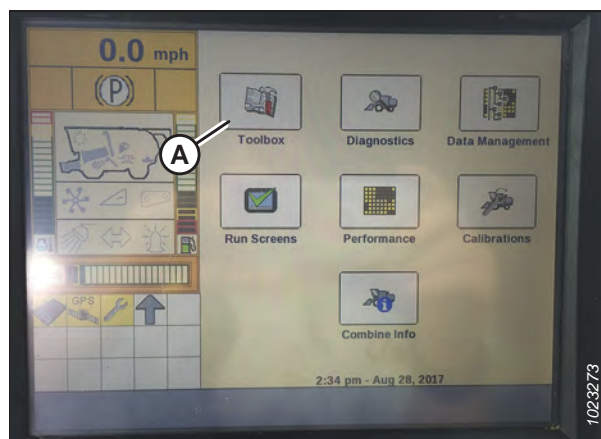 0.0 mph
(P)
A
Toolbox
Diagnostics
Data Management
Run Screens
Performance
Calibrations
GPS
Combine Info
2:34 pm - Aug 28, 2017
1023273